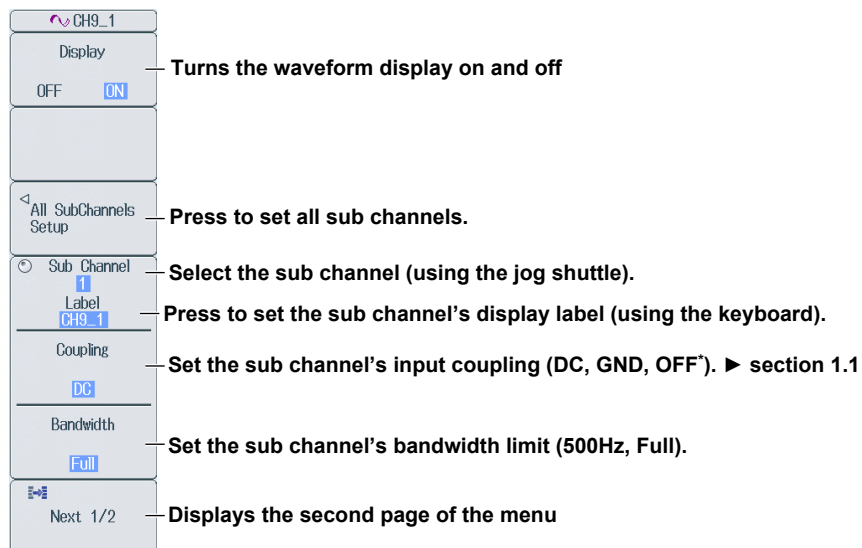 CH9_1
Display
OFF ON
Turns the waveform display on and off
All SubChannels
Setup
Press to set all sub channels.
Sub Channel
1
Select the sub channel (using the jog shuttle).
Label
CH9_1
Press to set the sub channel’s display label (using the keyboard).
Coupling
DC
Set the sub channel’s input coupling (DC, GND, OFF*). ► section 1.1
Bandwidth
Full
Set the sub channel’s bandwidth limit (500Hz, Full).
Next 1/2
Displays the second page of the menu